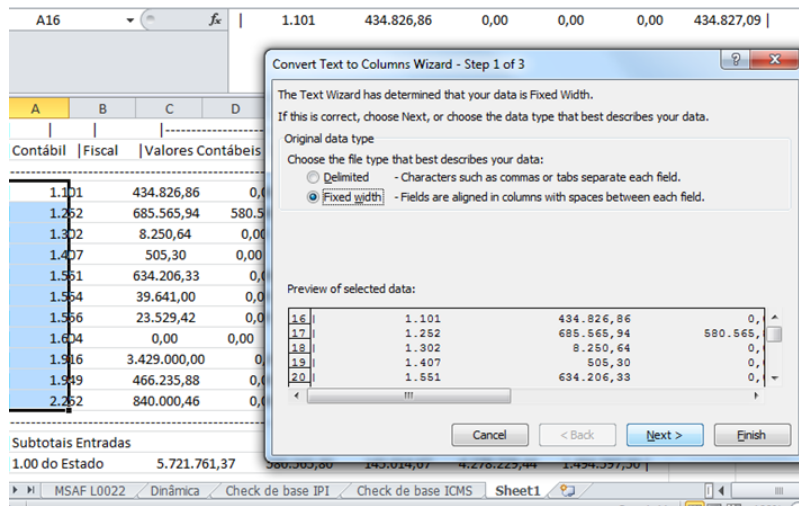 A16 fx | 1.101 434.826,86 0,00 0,00 0,00 434.827,09 |
Convert Text to Columns Wizard - Step 1 of 3
The Text Wizard has determined that your data is Fixed Width.
If this is correct, choose Next, or choose the data type that best describes your data.
Original data type
Choose the file type that best describes your data:
Delimited - Characters such as commas or tabs separate each field.
Fixed width - Fields are aligned in columns with spaces between each field.
Preview of selected data:
16 | 1.101 434.826,86 0,
17 | 1.252 685.565,94 580.565,
18 | 1.302 8.250,64 0,
19 | 1.407 505,30 0,
20 | 1.551 634.206,33 0,
Cancel < Back Next > Finish
A B C D
| | |--------------------
Contábil |Fiscal |Valores Contábeis
1.101 434.826,86 0,
1.252 685.565,94 580.5
1.302 8.250,64 0,00
1.407 505,30 0,00
1.551 634.206,33 0,
1.554 39.641,00 0,0
1.556 23.529,42 0,0
1.604 0,00 0,00
1.916 3.429.000,00 0,
1.949 466.235,88 0,0
2.252 840.000,46 0,0
Subtotais Entradas
1.00 do Estado 5.721.761,37
MSAF L0022 Dinâmica Check de base IPI Check de base ICMS Sheet1